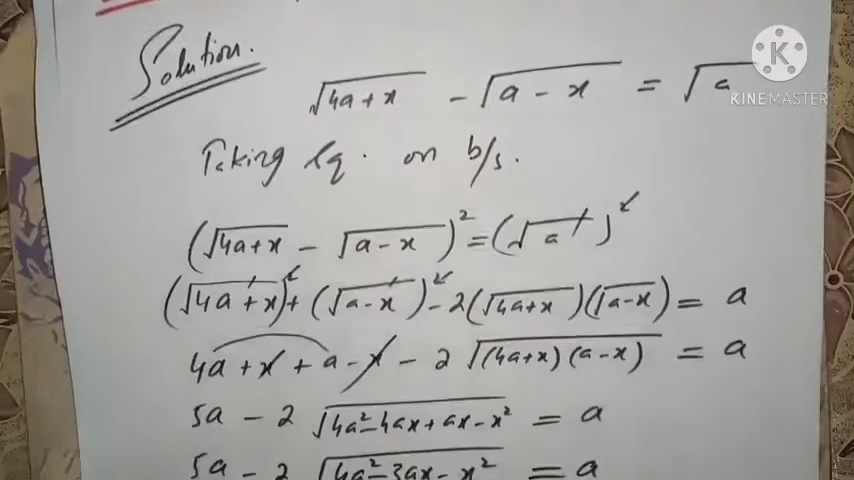 Solution.
√(4a+x) - √(a-x) = √a
KINEMASTER
Taking Sq. on b/s.
(√(4a+x) - √(a-x))² = (√a)²
(√(4a+x))² + (√(a-x))² - 2(√(4a+x))(√(a-x)) = a
4a+x+a-x - 2√((4a+x)(a-x)) = a
5a - 2√(4a²-4ax+ax-x²) = a
5a - 2√(4a²-3ax-x²) = a